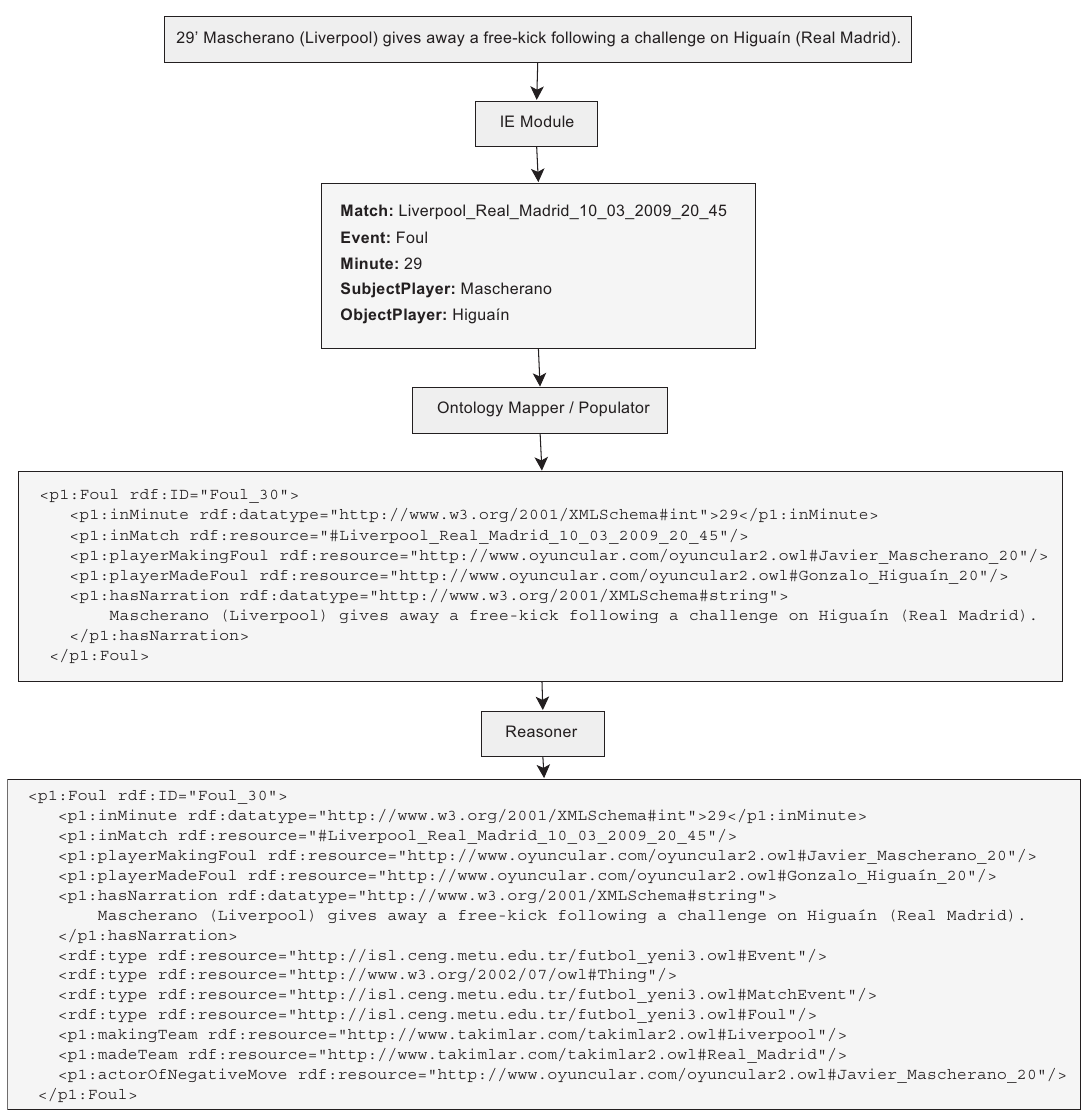 29’ Mascherano (Liverpool) gives away a free-kick following a challenge on Higuaín (Real Madrid).
IE Module
Match: Liverpool_Real_Madrid_10_03_2009_20_45
Event: Foul
Minute: 29
SubjectPlayer: Mascherano
ObjectPlayer: Higuaín
Ontology Mapper / Populator
<p1:Foul rdf:ID="Foul_30">
<p1:inMinute rdf:datatype="http://www.w3.org/2001/XMLSchema#int">29</p1:inMinute>
<p1:inMatch rdf:resource="#Liverpool_Real_Madrid_10_03_2009_20_45"/>
<p1:playerMakingFoul rdf:resource="http://www.oyuncular.com/oyuncular2.owl#Javier_Mascherano_20"/>
<p1:playerMadeFoul rdf:resource="http://www.oyuncular.com/oyuncular2.owl#Gonzalo_Higuaín_20"/>
<p1:hasNarration rdf:datatype="http://www.w3.org/2001/XMLSchema#string">
Mascherano (Liverpool) gives away a free-kick following a challenge on Higuaín (Real Madrid).
</p1:hasNarration>
</p1:Foul>
Reasoner
<p1:Foul rdf:ID="Foul_30">
<p1:inMinute rdf:datatype="http://www.w3.org/2001/XMLSchema#int">29</p1:inMinute>
<p1:inMatch rdf:resource="#Liverpool_Real_Madrid_10_03_2009_20_45"/>
<p1:playerMakingFoul rdf:resource="http://www.oyuncular.com/oyuncular2.owl#Javier_Mascherano_20"/>
<p1:playerMadeFoul rdf:resource="http://www.oyuncular.com/oyuncular2.owl#Gonzalo_Higuaín_20"/>
<p1:hasNarration rdf:datatype="http://www.w3.org/2001/XMLSchema#string">
Mascherano (Liverpool) gives away a free-kick following a challenge on Higuaín (Real Madrid).
</p1:hasNarration>
<rdf:type rdf:resource="http://isl.ceng.metu.edu.tr/futbol_yeni3.owl#Event"/>
<rdf:type rdf:resource="http://www.w3.org/2002/07/owl#Thing"/>
<rdf:type rdf:resource="http://isl.ceng.metu.edu.tr/futbol_yeni3.owl#MatchEvent"/>
<rdf:type rdf:resource="http://isl.ceng.metu.edu.tr/futbol_yeni3.owl#Foul"/>
<p1:makingTeam rdf:resource="http://www.takimlar.com/takimlar2.owl#Liverpool"/>
<p1:madeTeam rdf:resource="http://www.takimlar.com/takimlar2.owl#Real_Madrid"/>
<p1:actorOfNegativeMove rdf:resource="http://www.oyuncular.com/oyuncular2.owl#Javier_Mascherano_20"/>
</p1:Foul>